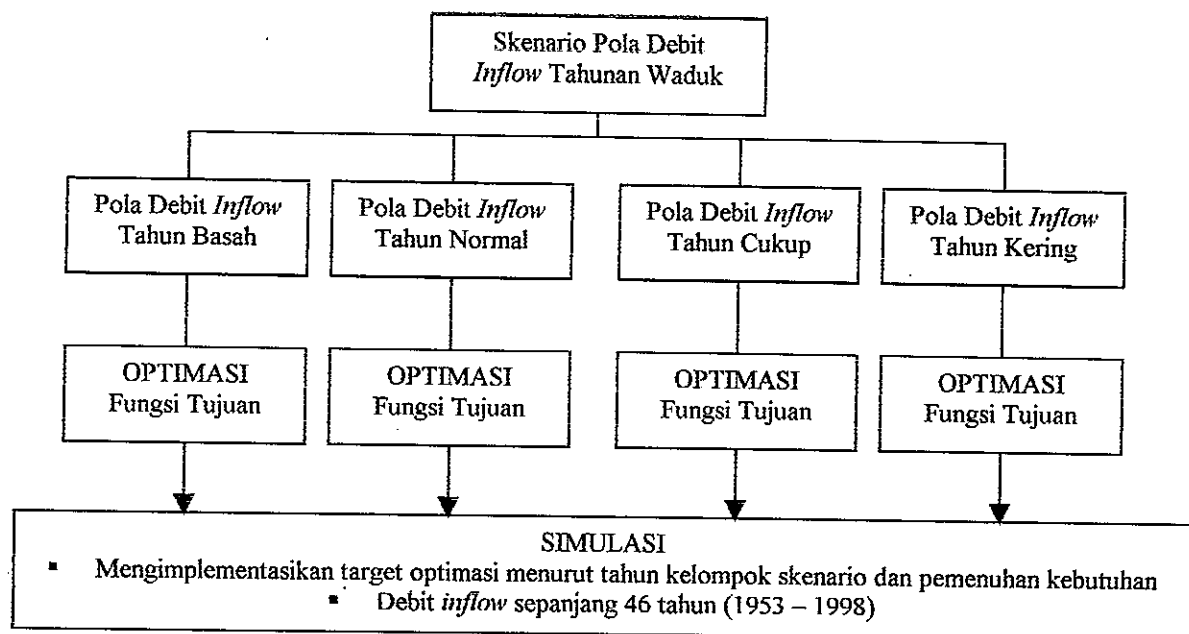 Skenario Pola Debit
Inflow Tahunan Waduk
Pola Debit Inflow
Tahun Basah
Pola Debit Inflow
Tahun Normal
Pola Debit Inflow
Tahun Cukup
Pola Debit Inflow
Tahun Kering
OPTIMASI
Fungsi Tujuan
OPTIMASI
Fungsi Tujuan
OPTIMASI
Fungsi Tujuan
OPTIMASI
Fungsi Tujuan
SIMULASI
▪ Mengimplementasikan target optimasi menurut tahun kelompok skenario dan pemenuhan kebutuhan
▪ Debit inflow sepanjang 46 tahun (1953 – 1998)